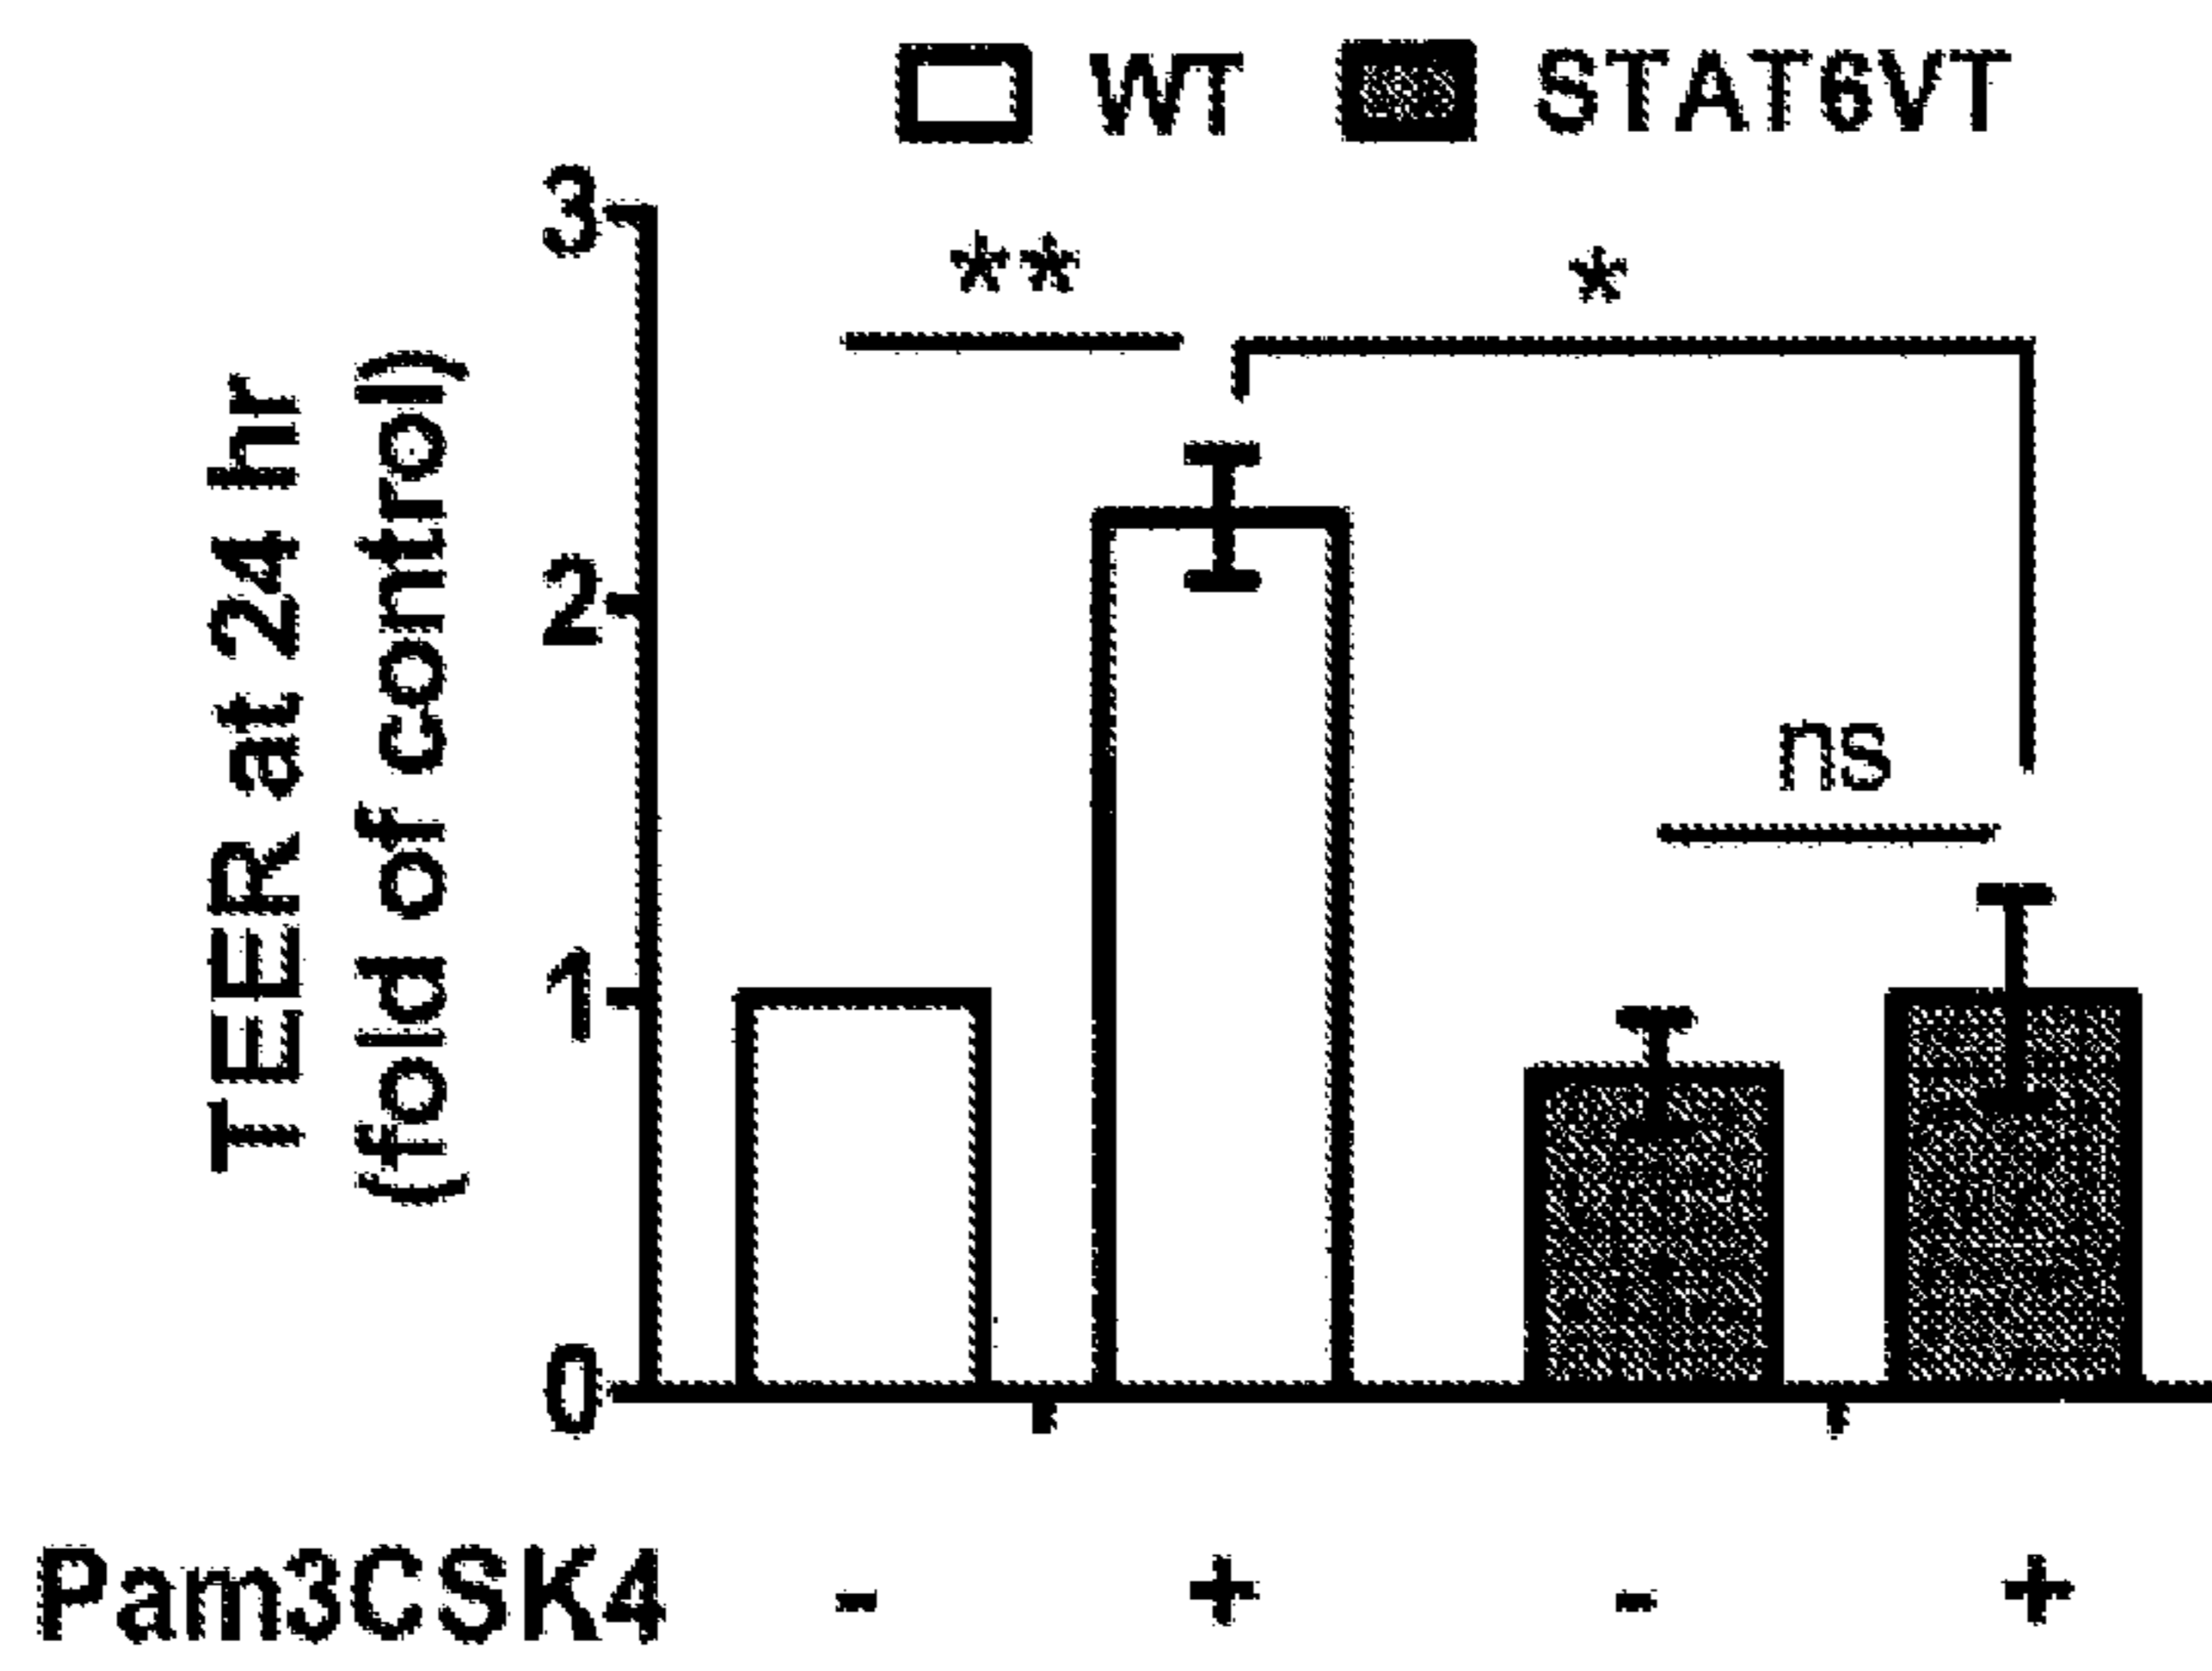 WT STAT6VT
TEER at 24 hr
(fold of control)
3
2
1
0
** *
ns
Pam3CSK4 - + - +